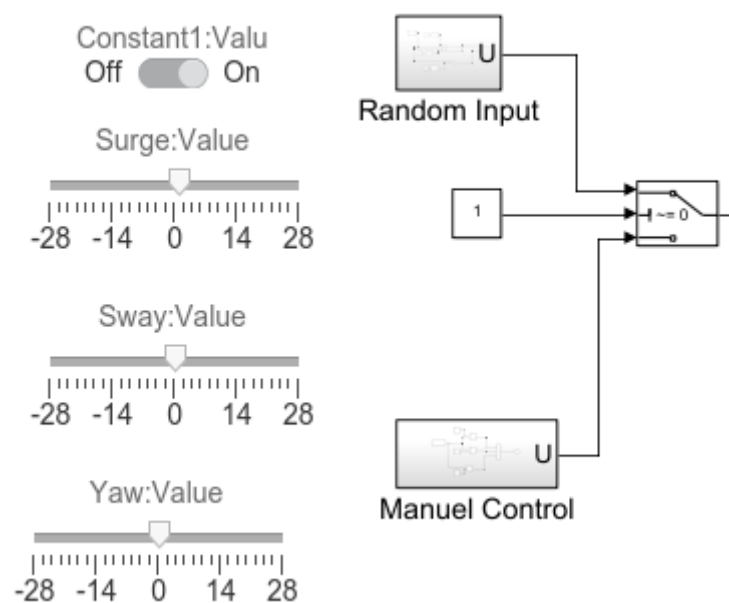 Constant1:Valu
Off On
Surge:Value
-28 -14 0 14 28
Sway:Value
-28 -14 0 14 28
Yaw:Value
-28 -14 0 14 28
U
Random Input
1
~= 0
U
Manuel Control